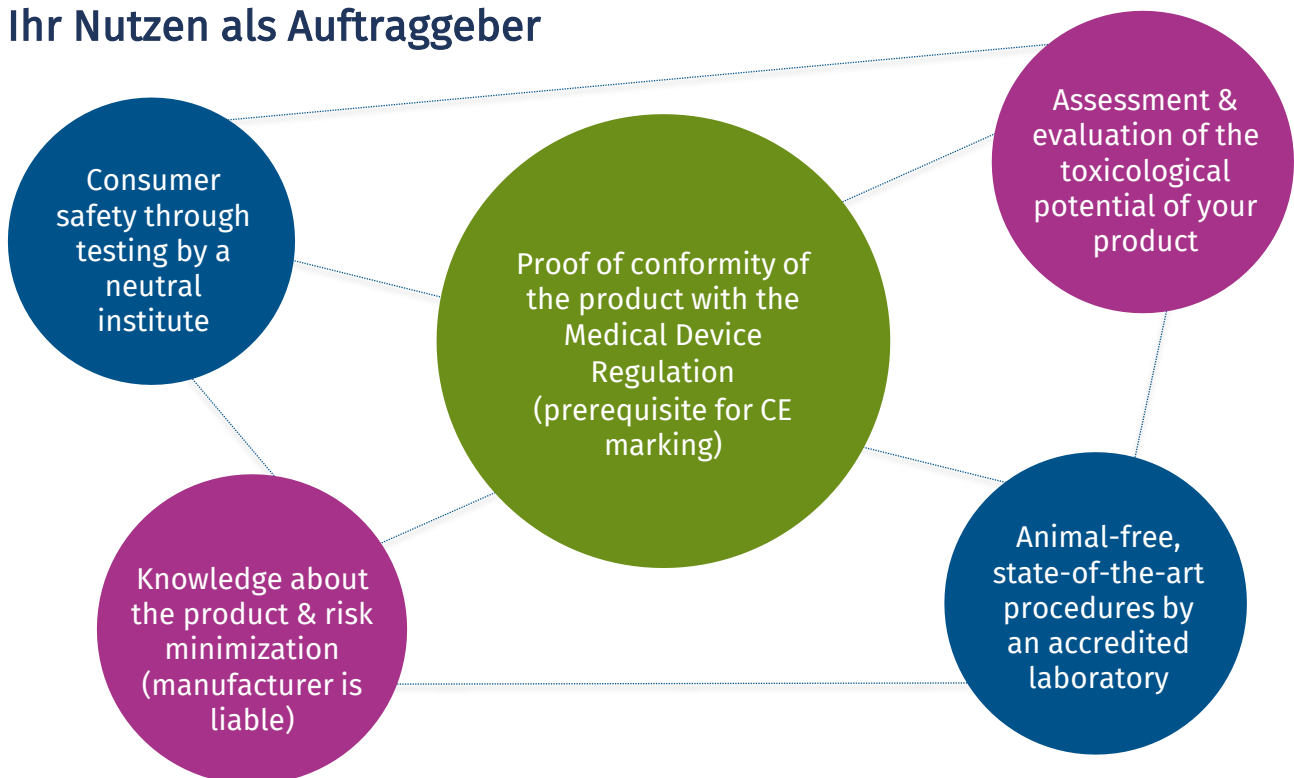 Ihr Nutzen als Auftraggeber
Consumer
safety through
testing by a
neutral
institute
Assessment &
evaluation of the
toxicological
potential of your
product
Proof of conformity of
the product with the
Medical Device
Regulation
(prerequisite for CE
marking)
Knowledge about
the product & risk
minimization
(manufacturer is
liable)
Animal-free,
state-of-the-art
procedures by
an accredited
laboratory